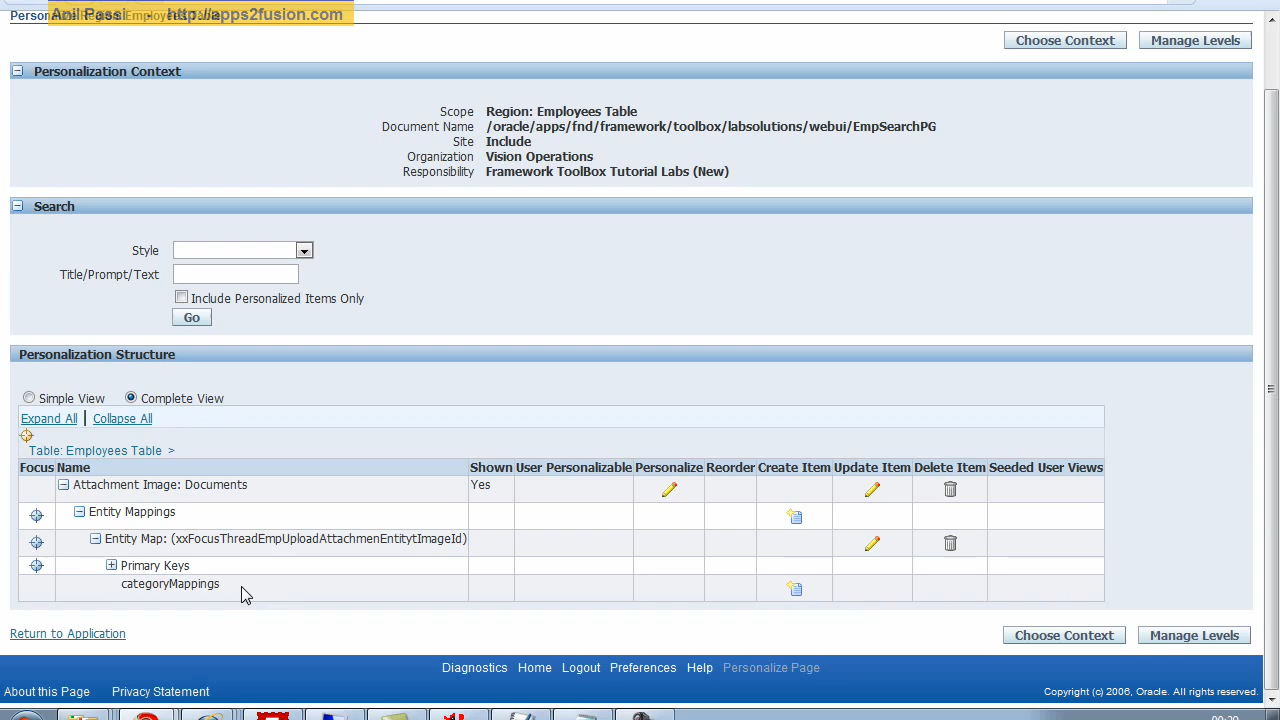 Anil Passi - http://apps2fusion.com
Choose Context Manage Levels
Personalization Context
Scope Region: Employees Table
Document Name /oracle/apps/fnd/framework/toolbox/labsolutions/webui/EmpSearchPG
Site Include
Organization Vision Operations
Responsibility Framework ToolBox Tutorial Labs (New)
Search
Style
Title/Prompt/Text
Include Personalized Items Only
Go
Personalization Structure
Simple View Complete View
Expand All | Collapse All
Table: Employees Table >
Focus Name Shown User Personalizable Personalize Reorder Create Item Update Item Delete Item Seeded User Views
Attachment Image: Documents Yes
Entity Mappings
Entity Map: (xxFocusThreadEmpUploadAttachmenEntitytImageId)
Primary Keys
categoryMappings
Return to Application Choose Context Manage Levels
Diagnostics Home Logout Preferences Help Personalize Page
About this Page Privacy Statement Copyright (c) 2006, Oracle. All rights reserved.